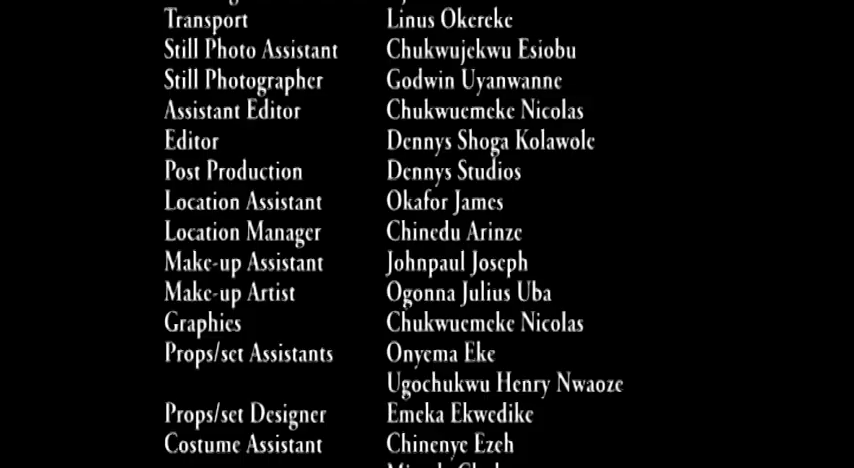 Transport Linus Okereke
Still Photo Assistant Chukwujekwu Esiobu
Still Photographer Godwin Uyanwanne
Assistant Editor Chukwuemeke Nicolas
Editor Dennys Shoga Kolawole
Post Production Dennys Studios
Location Assistant Okafor James
Location Manager Chinedu Arinze
Make-up Assistant Johnpaul Joseph
Make-up Artist Ogonna Julius Uba
Graphics Chukwuemeke Nicolas
Props/set Assistants Onyema Eke
Ugochukwu Henry Nwaoze
Props/set Designer Emeka Ekwedike
Costume Assistant Chinenye Ezeh